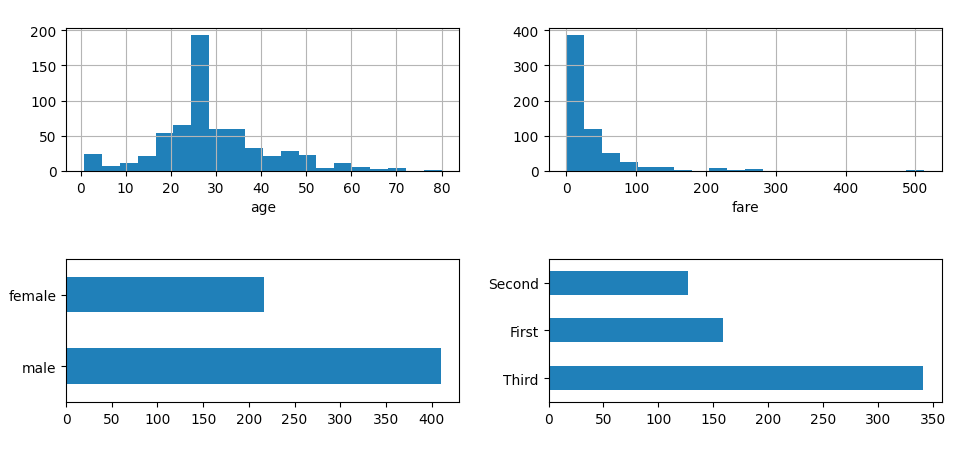 200
150
100
50
0
0 10 20 30 40 50 60 70 80
age
400
300
200
100
0
0 100 200 300 400 500
fare
female
male
0 50 100 150 200 250 300 350 400
Second
First
Third
0 50 100 150 200 250 300 350